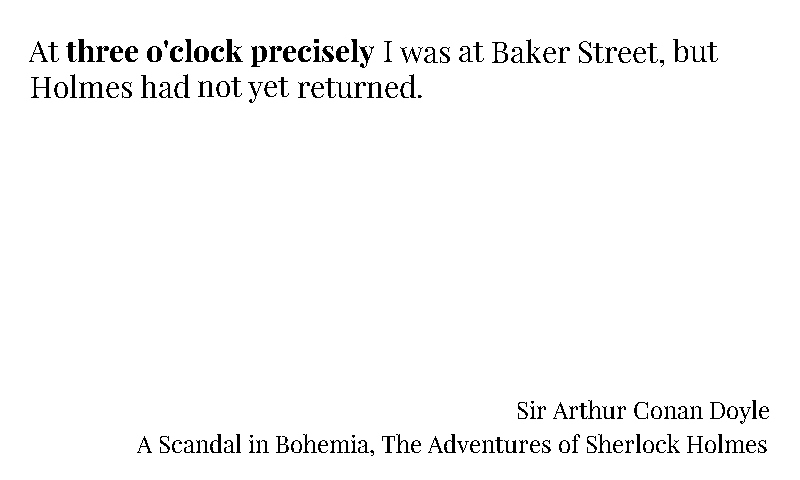 At three o'clock precisely I was at Baker Street, but
Holmes had not yet returned.
Sir Arthur Conan Doyle
A Scandal in Bohemia, The Adventures of Sherlock Holmes